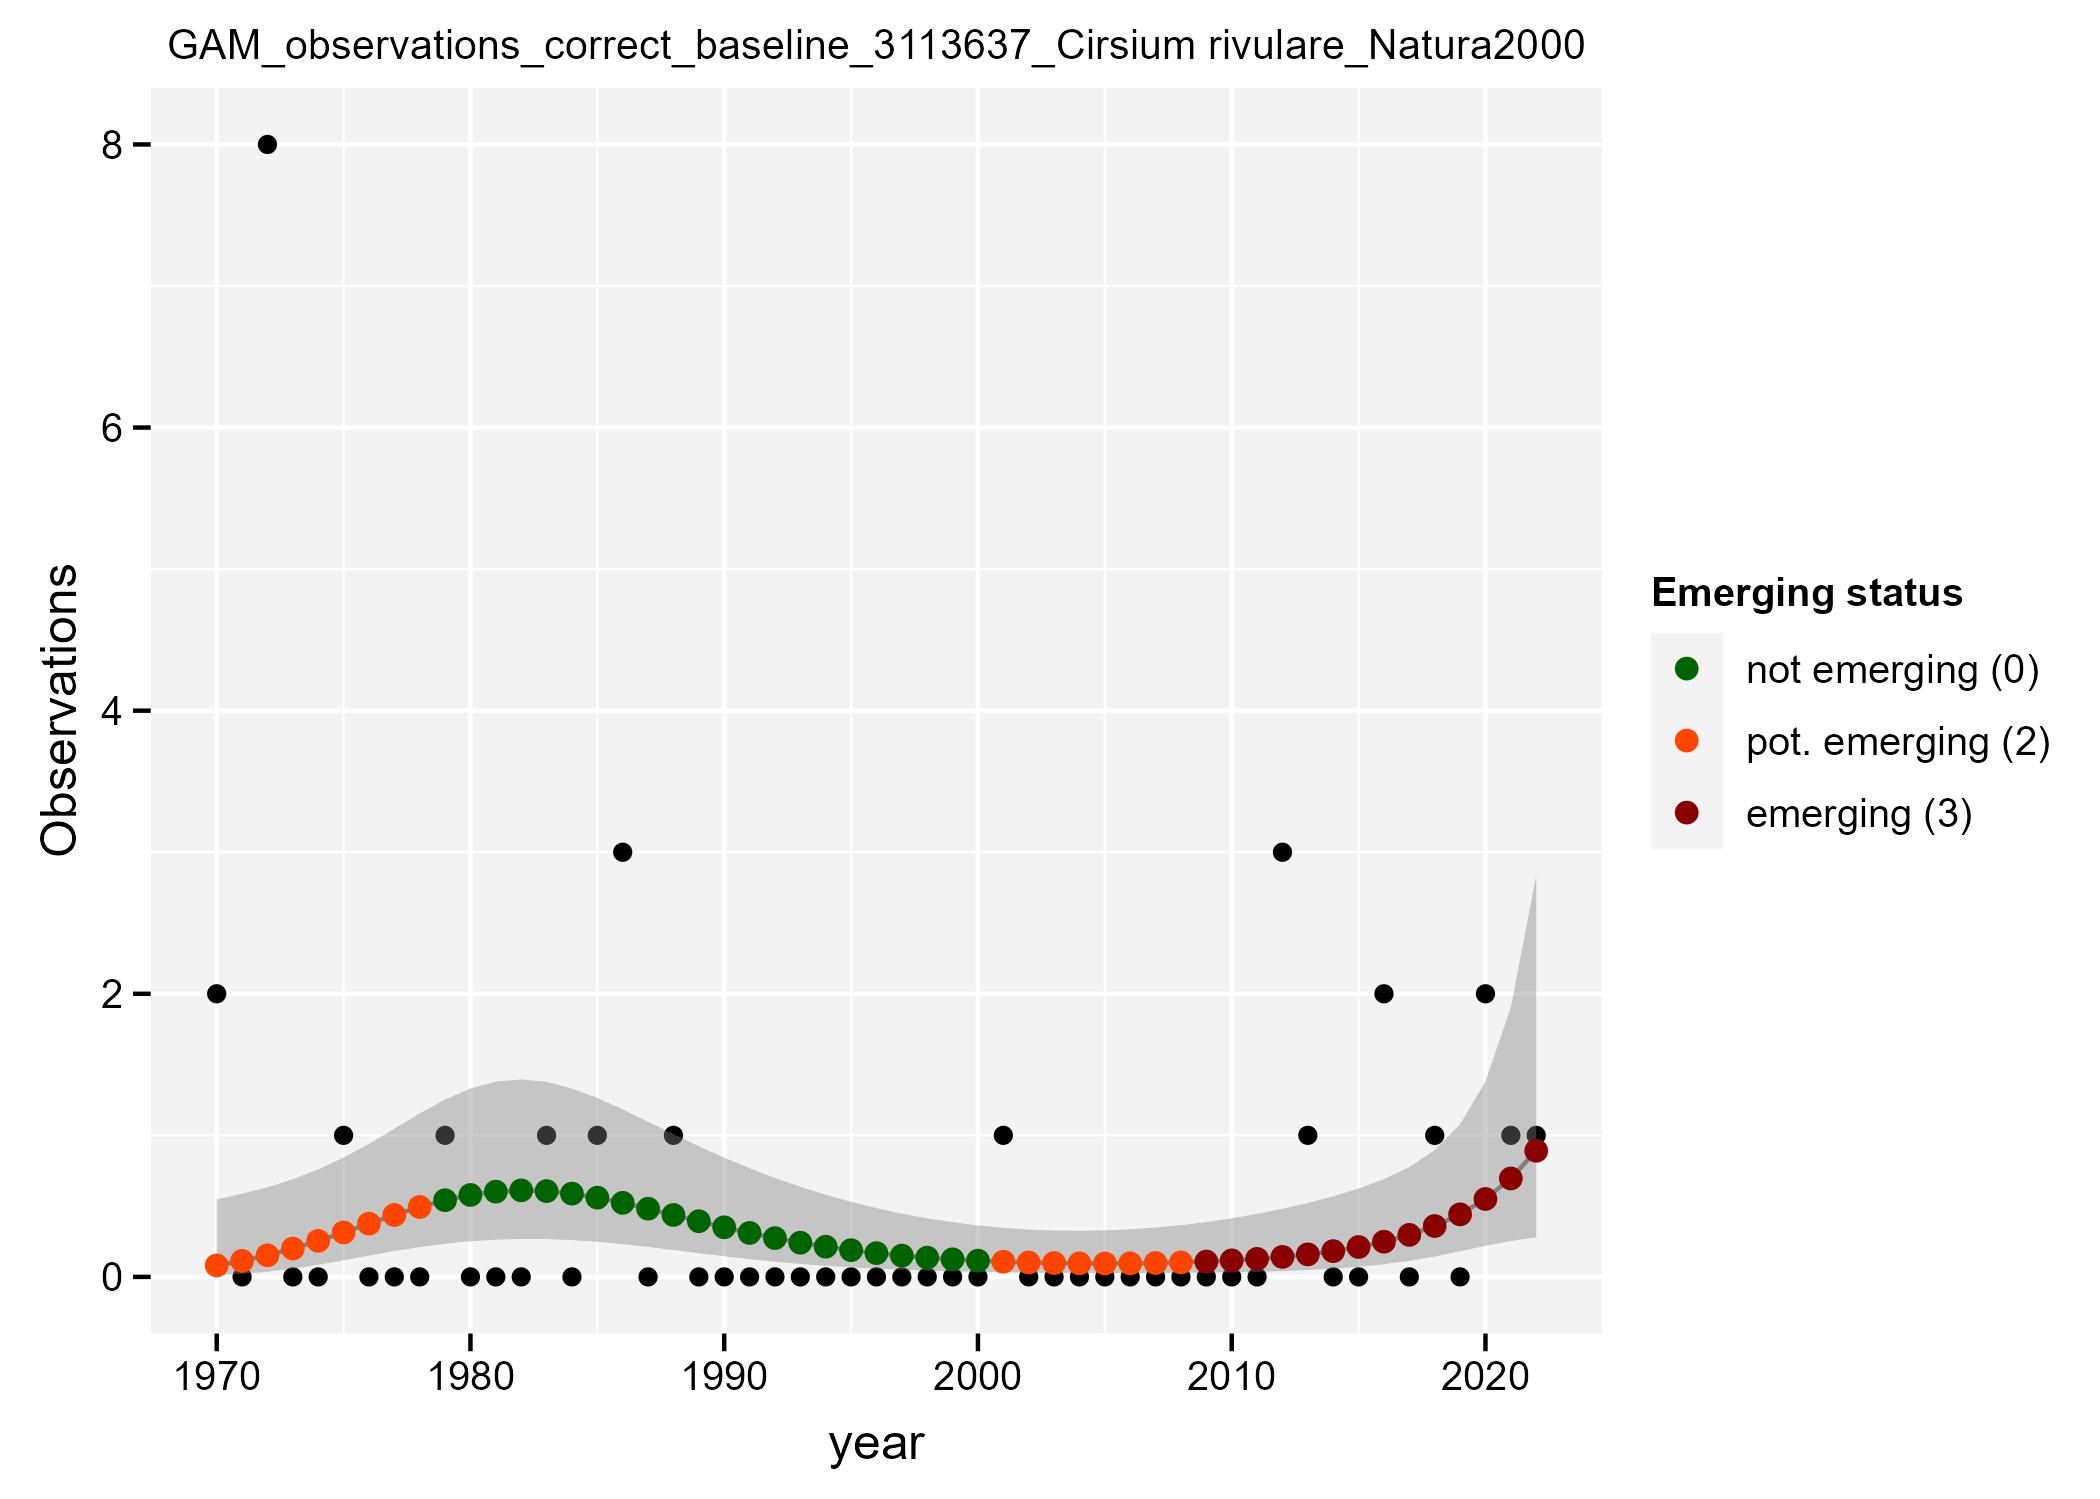 GAM_observations_correct_baseline_3113637_Cirsium rivulare_Natura2000
8
6
4
2
0
Observations
1970
1980
1990
2000
2010
2020
year
Emerging status
not emerging (0)
pot. emerging (2)
emerging (3)